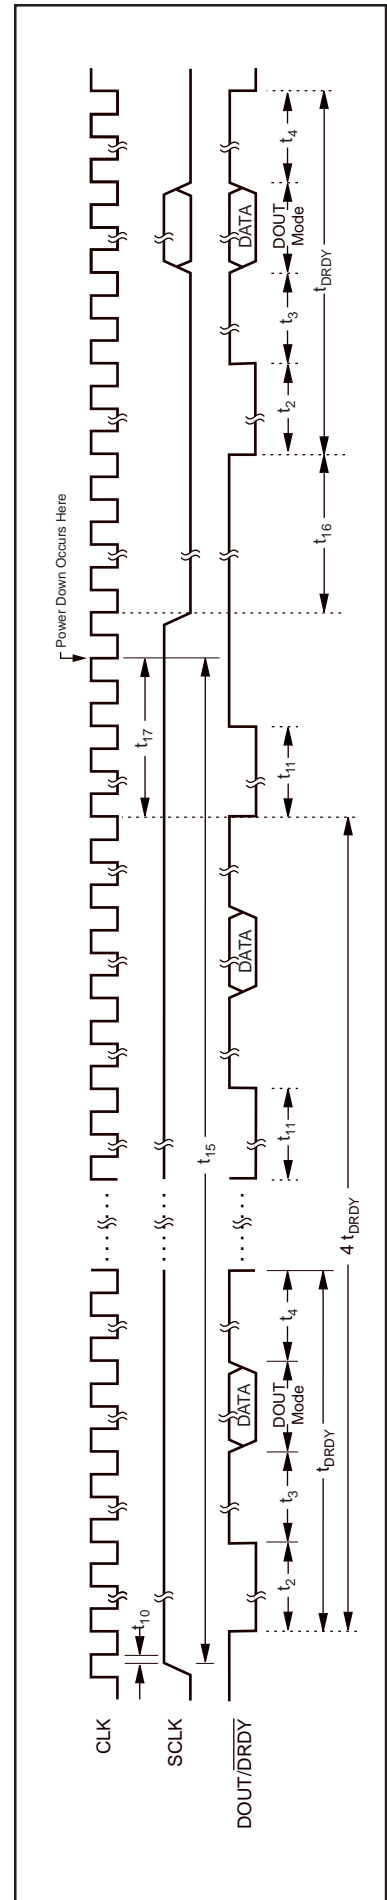 Power Down Occurs Here
CLK
t10
t17
SCLK
t15
DOUT/DRDY
DATA
DATA
DATA
t2
t3
DOUT
Mode
t4
t11
t11
t16
t2
t3
DOUT
Mode
t4
tDRDY
tDRDY
4 tDRDY